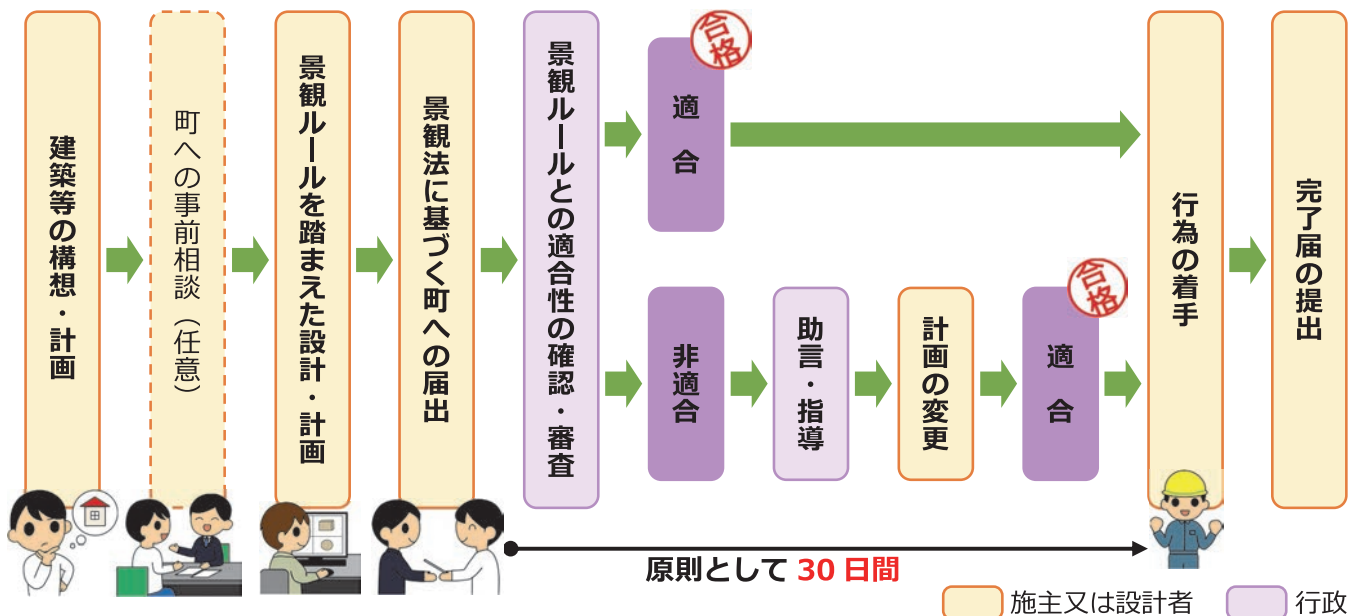 建築等の構想・計画
町への事前相談（任意）
景観ルールを踏まえた設計・計画
景観法に基づく町への届出
景観ルールとの適合性の確認・審査
適合
合格
非適合
助言・指導
計画の変更
適合
合格
行為の着手
完了届の提出
原則として 30 日間
施主又は設計者
行政